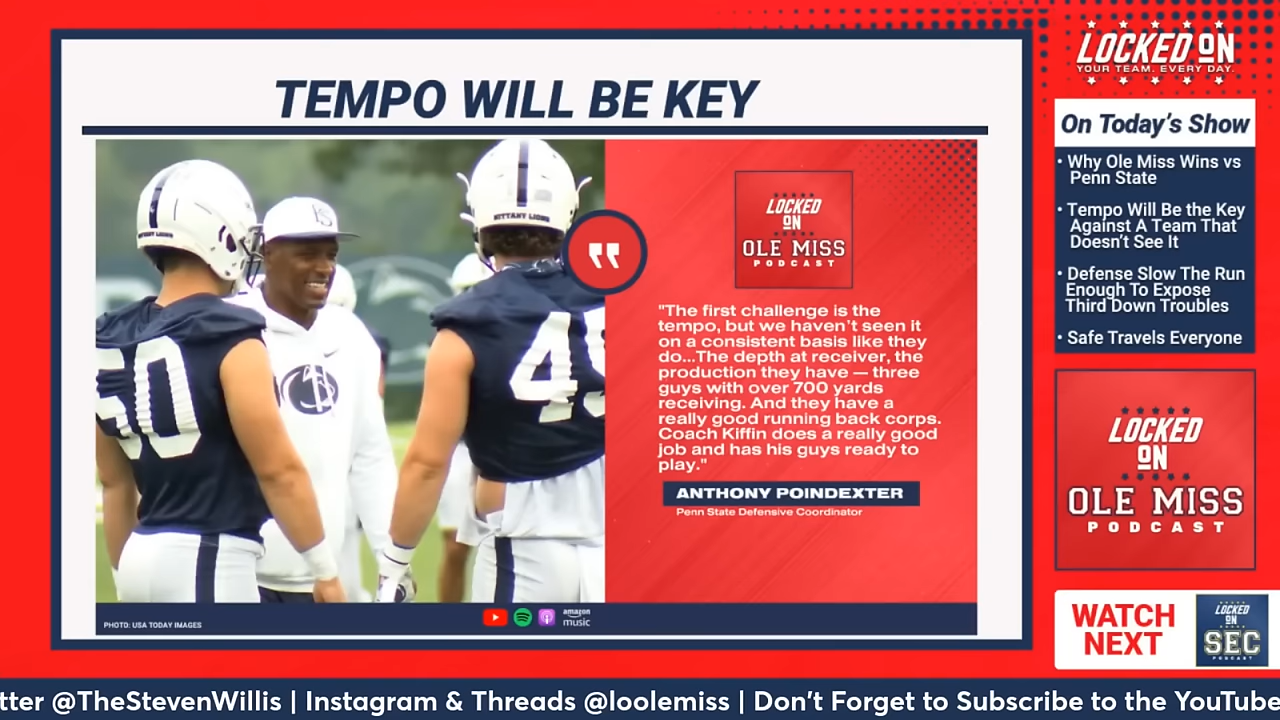 TEMPO WILL BE KEY
NITTANY LIONS
50
45
LOCKED
ON
OLE MISS
PODCAST
"The first challenge is the
tempo, but we haven't seen it
on a consistent basis like they
do...The depth at receiver, the
production they have — three
guys with over 700 yards
receiving. And they have a
really good running back corps.
Coach Kiffin does a really good
job and has his guys ready to
play."
ANTHONY POINDEXTER
Penn State Defensive Coordinator
PHOTO: USA TODAY IMAGES
amazon
music
LOCKED ON
YOUR TEAM. EVERY DAY.
On Today's Show
• Why Ole Miss Wins vs
Penn State
• Tempo Will Be the Key
Against A Team That
Doesn't See It
• Defense Slow The Run
Enough To Expose
Third Down Troubles
• Safe Travels Everyone
LOCKED
ON
OLE MISS
PODCAST
WATCH
NEXT
LOCKED
ON
SEC
PODCAST
tter @TheStevenWillis | Instagram & Threads @loolemiss | Don't Forget to Subscribe to the YouTube